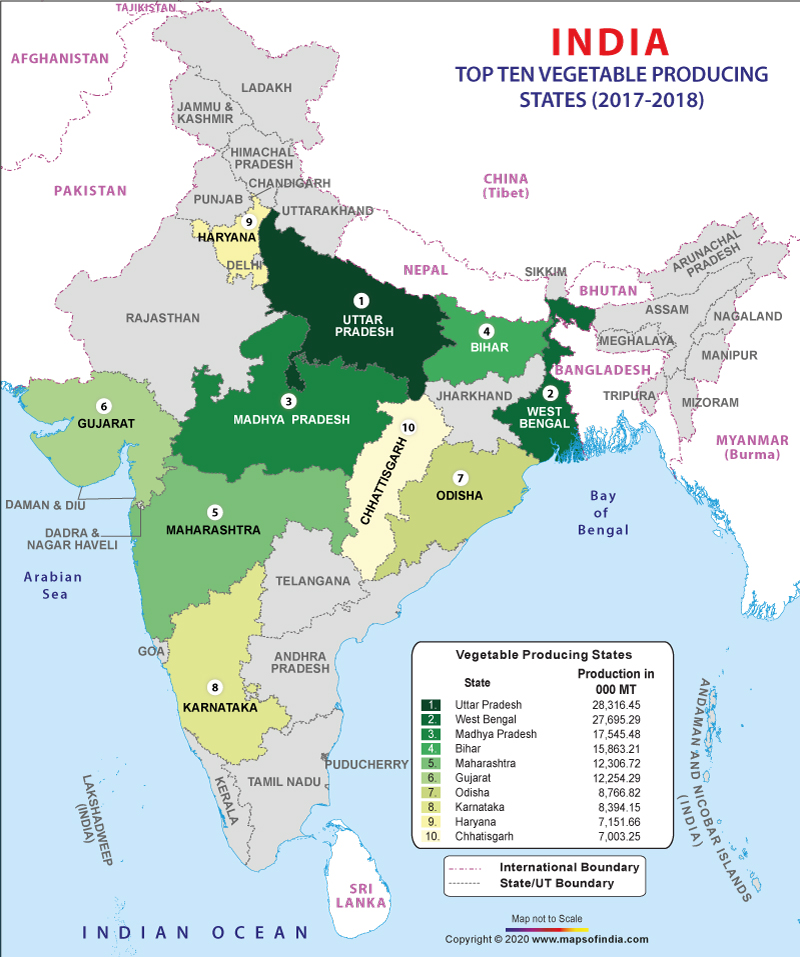 TAJIKISTAN
INDIA
TOP TEN VEGETABLE PRODUCING
STATES (2017-2018)
AFGHANISTAN
LADAKH
JAMMU &
KASHMIR
HIMACHAL
PRADESH
CHINA
(Tibet)
PAKISTAN
CHANDIGARH
PUNJAB
UTTARAKHAND
9
HARYANA
DELHI
NEPAL
SIKKIM
BHUTAN
ARUNACHAL
PRADESH
1
UTTAR
PRADESH
RAJASTHAN
4
BIHAR
ASSAM
NAGALAND
MEGHALAYA
MANIPUR
BANGLADESH
TRIPURA
MIZORAM
2
WEST
BENGAL
JHARKHAND
3
MADHYA PRADESH
6
GUJARAT
10
CHHATTISGARH
MYANMAR
(Burma)
7
ODISHA
DAMAN & DIU
DADRA &
NAGAR HAVELI
5
MAHARASHTRA
Bay
of
Bengal
Arabian
Sea
TELANGANA
GOA
ANDHRA
PRADESH
8
KARNATAKA
Vegetable Producing States
State Production in
000 MT
1. Uttar Pradesh 28,316.45
2. West Bengal 27,695.29
3. Madhya Pradesh 17,545.48
4. Bihar 15,863.21
5. Maharashtra 12,306.72
6. Gujarat 12,254.29
7. Odisha 8,766.82
8. Karnataka 8,394.15
9. Haryana 7,151.66
10. Chhatisgarh 7,003.25
PUDUCHERRY
TAMIL NADU
KERALA
LAKSHADWEEP
(INDIA)
ANDAMAN AND NICOBAR ISLANDS
(INDIA)
International Boundary
State/UT Boundary
SRI
LANKA
INDIAN OCEAN
Map not to Scale
Copyright © 2020 www.mapsofindia.com